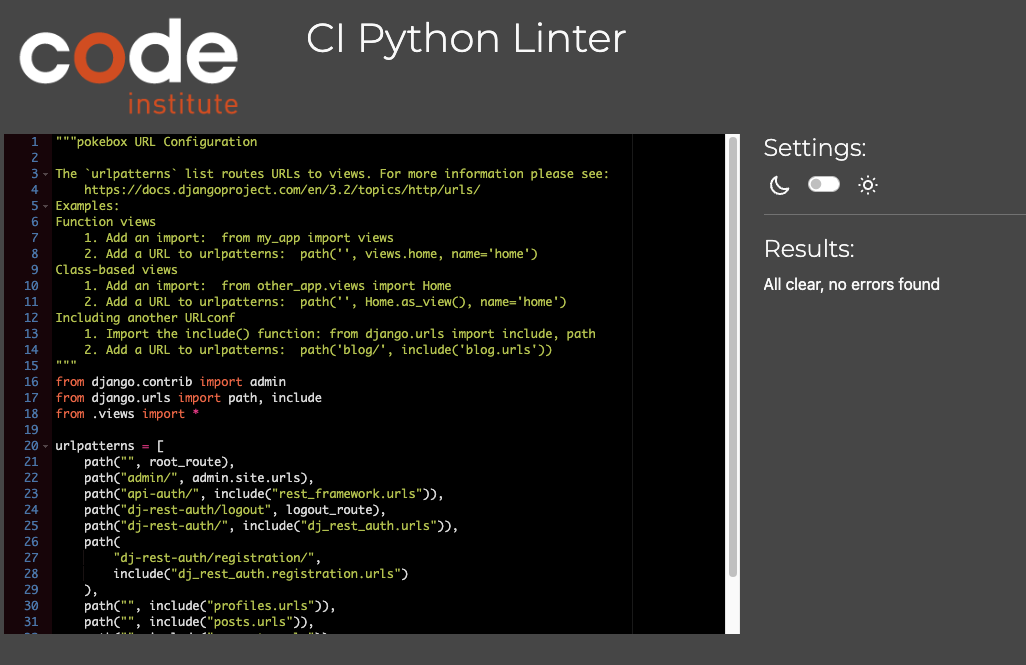 code
institute
CI Python Linter
1 """pokebox URL Configuration
2
3 The `urlpatterns` list routes URLs to views. For more information please see:
4     https://docs.djangoproject.com/en/3.2/topics/http/urls/
5 Examples:
6 Function views
7     1. Add an import:  from my_app import views
8     2. Add a URL to urlpatterns:  path('', views.home, name='home')
9 Class-based views
10     1. Add an import:  from other_app.views import Home
11     2. Add a URL to urlpatterns:  path('', Home.as_view(), name='home')
12 Including another URLconf
13     1. Import the include() function: from django.urls import include, path
14     2. Add a URL to urlpatterns:  path('blog/', include('blog.urls'))
15 """
16 from django.contrib import admin
17 from django.urls import path, include
18 from .views import *
19
20 urlpatterns = [
21     path("", root_route),
22     path("admin/", admin.site.urls),
23     path("api-auth/", include("rest_framework.urls")),
24     path("dj-rest-auth/logout", logout_route),
25     path("dj-rest-auth/", include("dj_rest_auth.urls")),
26     path(
27         "dj-rest-auth/registration/",
28         include("dj_rest_auth.registration.urls")
29     ),
30     path("", include("profiles.urls")),
31     path("", include("posts.urls")),
Settings:
Results:
All clear, no errors found